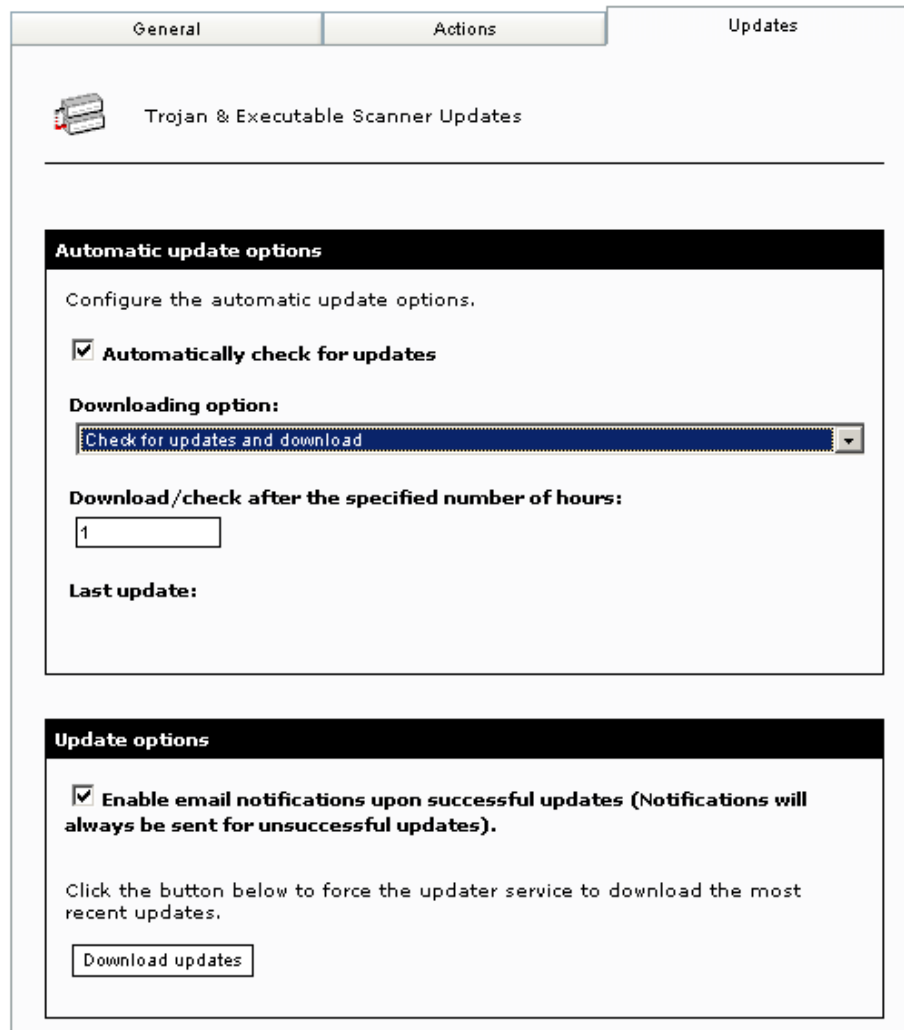 General
Actions
Updates
Trojan & Executable Scanner Updates
Automatic update options
Configure the automatic update options.
Automatically check for updates
Downloading option:
Check for updates and download
Download/check after the specified number of hours:
1
Last update:
Update options
Enable email notifications upon successful updates (Notifications will
always be sent for unsuccessful updates).
Click the button below to force the updater service to download the most
recent updates.
Download updates